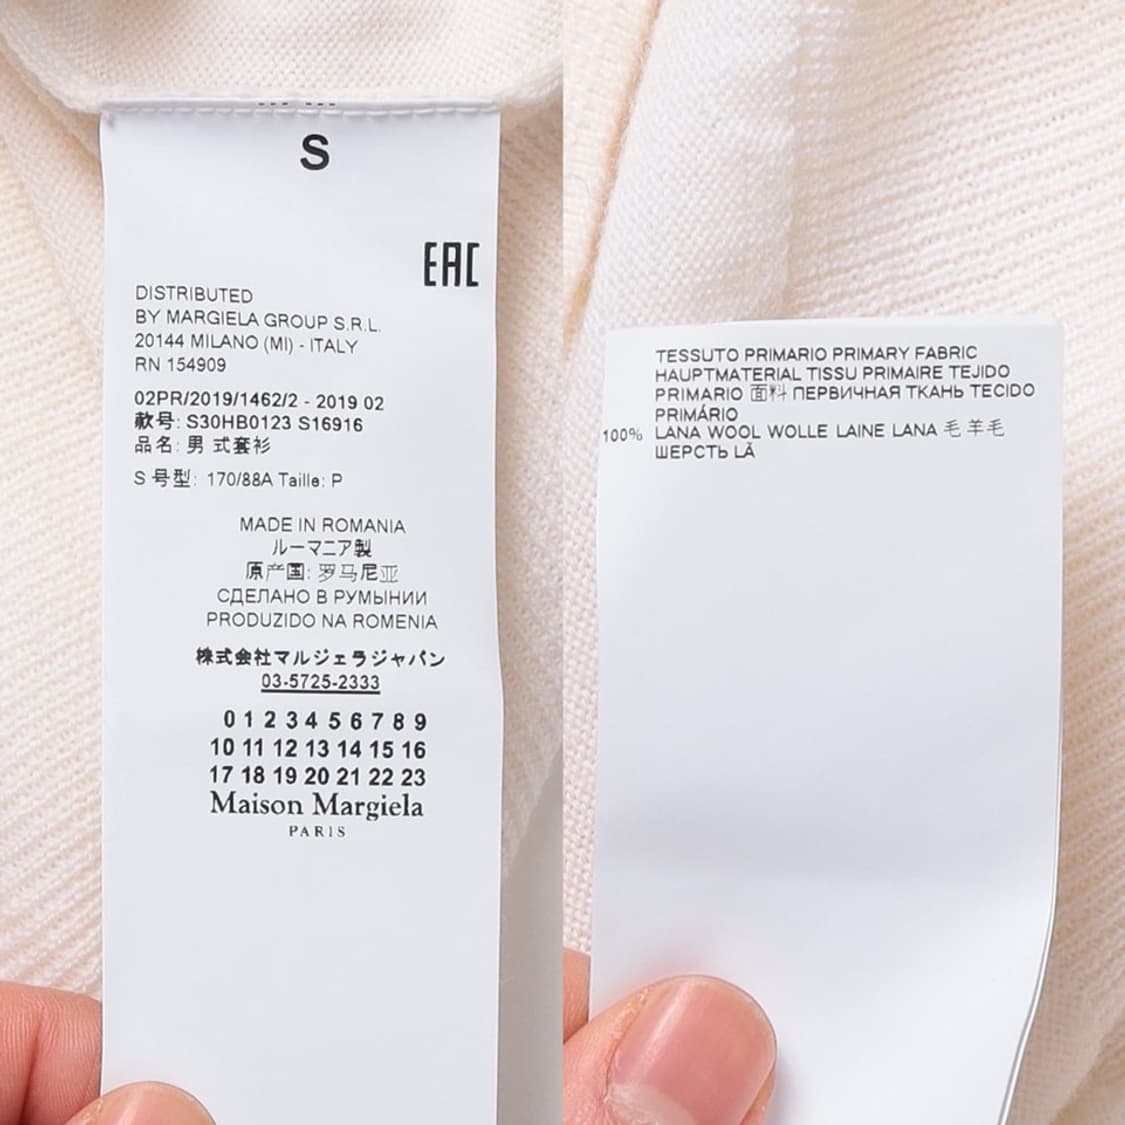 S
EAC
DISTRIBUTED
BY MARGIELA GROUP S.R.L.
20144 MILANO (MI) - ITALY
RN 154909
02PR/2019/1462/2 - 2019 02
款号: S30HB0123 S16916
品名: 男 式套衫
S 号型: 170/88A Taille: P
MADE IN ROMANIA
ルーマニア製
原产国: 罗马尼亚
СДЕЛАНО В РУМЫНИИ
PRODUZIDO NA ROMENIA
株式会社マルジェラジャパン
03-5725-2333
0 1 2 3 4 5 6 7 8 9
10 11 12 13 14 15 16
17 18 19 20 21 22 23
Maison Margiela
PARIS
TESSUTO PRIMARIO PRIMARY FABRIC
HAUPTMATERIAL TISSU PRIMAIRE TEJIDO
PRIMARIO 面料 ПЕРВИЧНАЯ ТКАНЬ TECIDO
PRIMÁRIO
100% LANA WOOL WOLLE LAINE LANA 毛 羊毛
ШЕРСТЬ LÃ